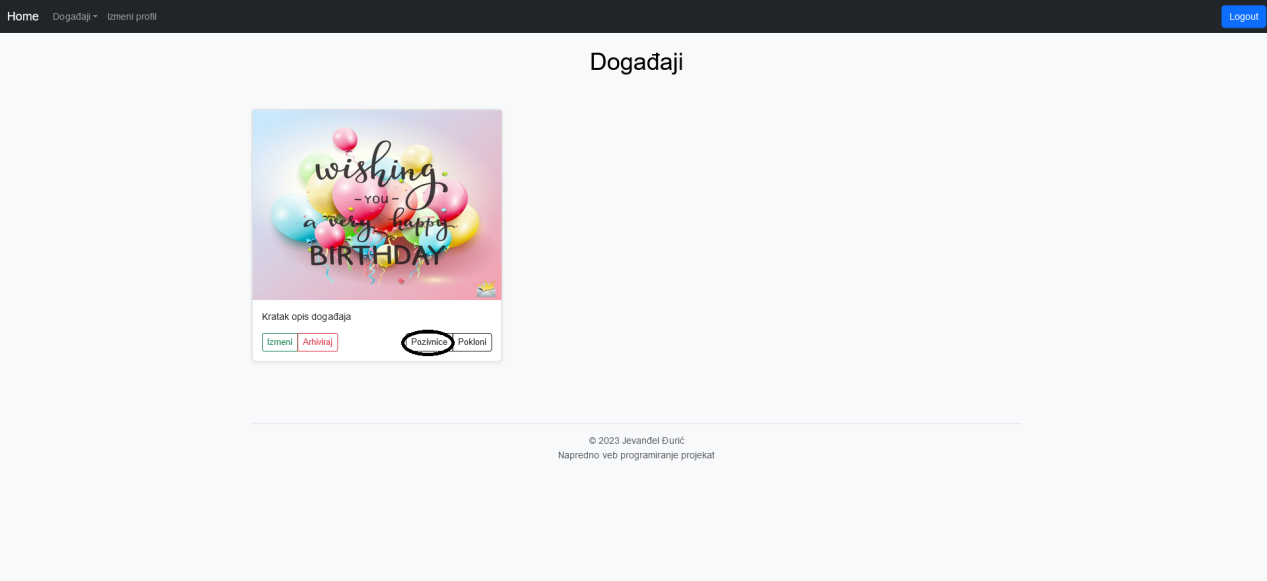 Home Događaji Izmeni profil Logout
Događaji
wishing
- YOU -
a very happy
BIRTHDAY
Kratak opis događaja
Izmeni Arhiviraj Pozivnice Pokloni
© 2023 Jevanđel Đurić
Napredno veb programiranje projekat